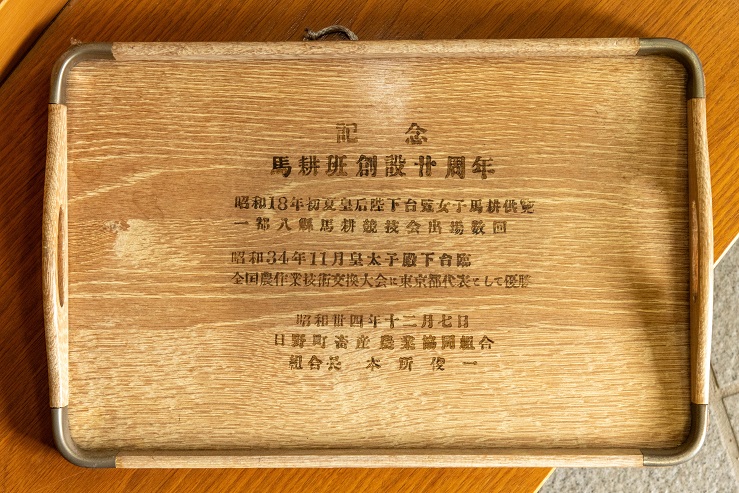 記念
馬耕班創設廿周年
昭和18年初夏皇后陛下台覧女子馬耕供覧
一都八縣馬耕競技会出場数回
昭和34年11月皇太子殿下台臨
全国農作業技術交換大会に東京都代表として優勝
昭和卅四年十二月七日
日野町畜産農業協同組合
組合長 本所俊一